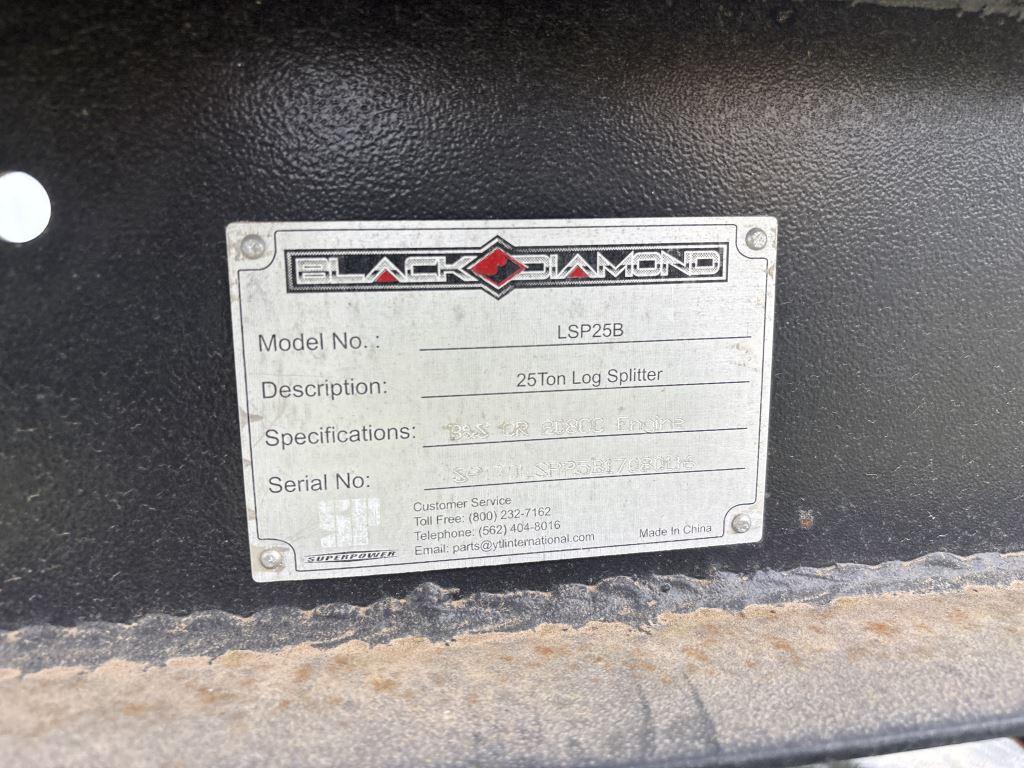 BLACK DIAMOND
Model No. : LSP25B
Description: 25Ton Log Splitter
Specifications: B&S Engine
Serial No:
SUPERPOWER
Customer Service
Toll Free: (800) 232-7162
Telephone: (562) 404-8016
Email: parts@ytlinternational.com
Made In China